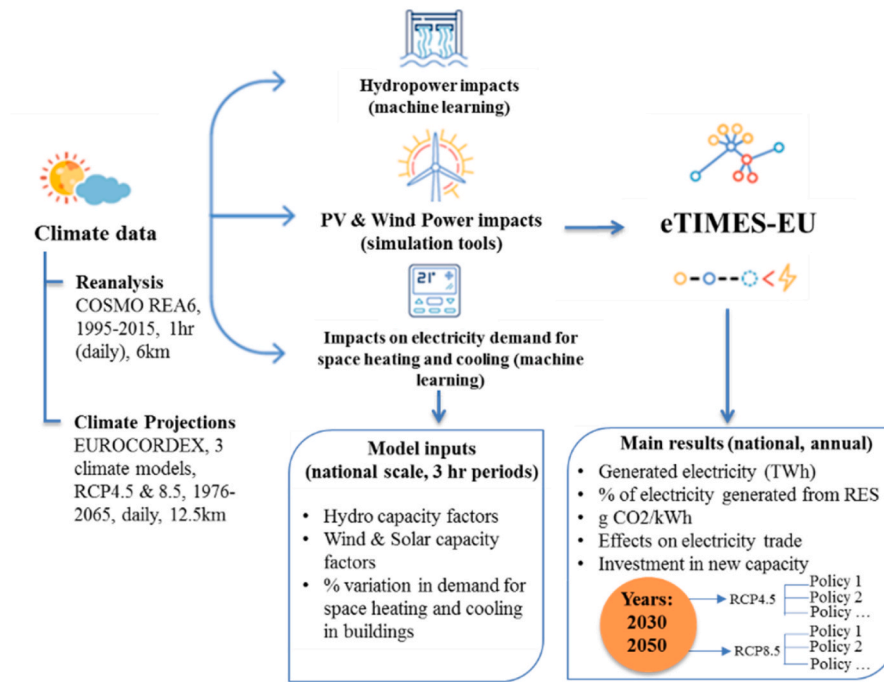 Climate data
Reanalysis
COSMO REA6,
1995-2015, 1hr
(daily), 6km
Climate Projections
EUROCORDEX, 3
climate models,
RCP4.5 & 8.5, 1976-
2065, daily, 12.5km
Hydropower impacts
(machine learning)
PV & Wind Power impacts
(simulation tools)
21
Impacts on electricity demand for
space heating and cooling (machine
learning)
Model inputs
(national scale, 3 hr periods)
• Hydro capacity factors
• Wind & Solar capacity
factors
• % variation in demand for
space heating and cooling
in buildings
eTIMES-EU
Main results (national, annual)
• Generated electricity (TWh)
• % of electricity generated from RES
• g CO2/kWh
• Effects on electricity trade
• Investment in new capacity
Years:
2030
2050
RCP4.5
Policy 1
Policy 2
Policy …
RCP8.5
Policy 1
Policy 2
Policy …